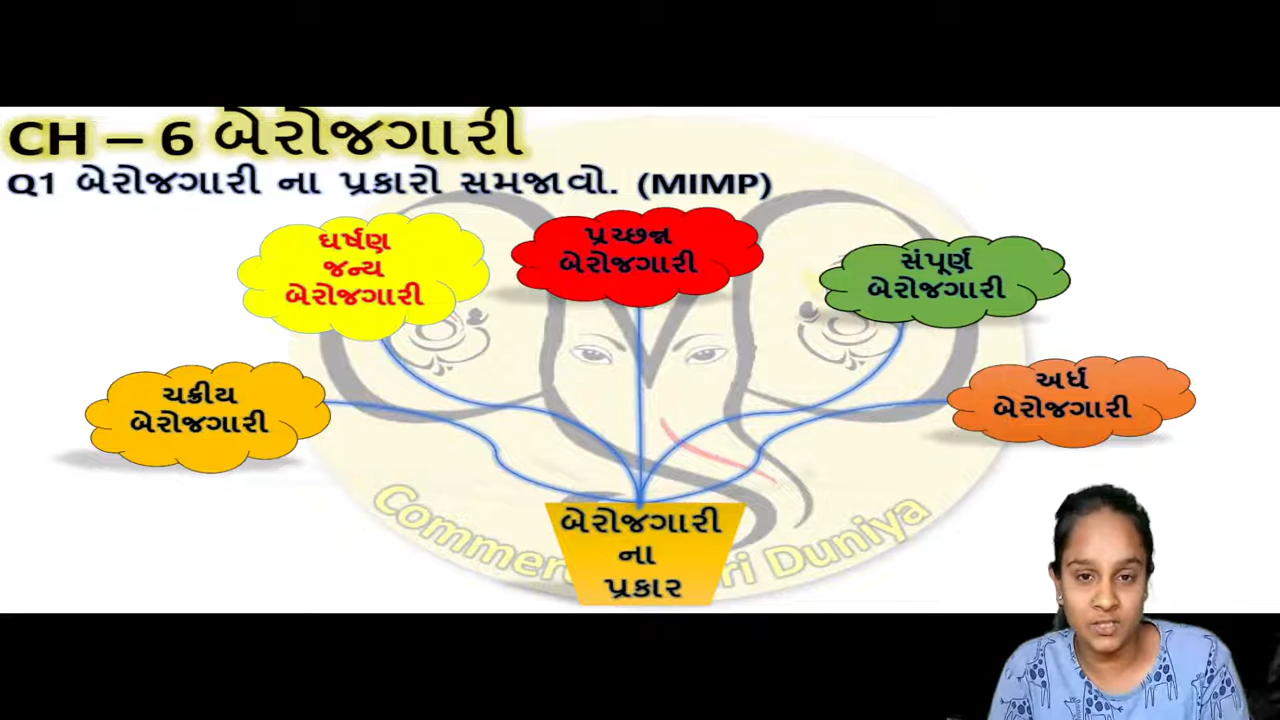 CH – 6 બેરોજગારી
Q1 બેરોજગારી ના પ્રકારો સમજાવો. (MIMP)
ઘર્ષણ
જન્ય
બેરોજગારી
પ્રચ્છન્ન
બેરોજગારી
સંપૂર્ણ
બેરોજગારી
ચક્રીય
બેરોજગારી
અર્ધ
બેરોજગારી
બેરોજગારી
ના
પ્રકાર
Duniya